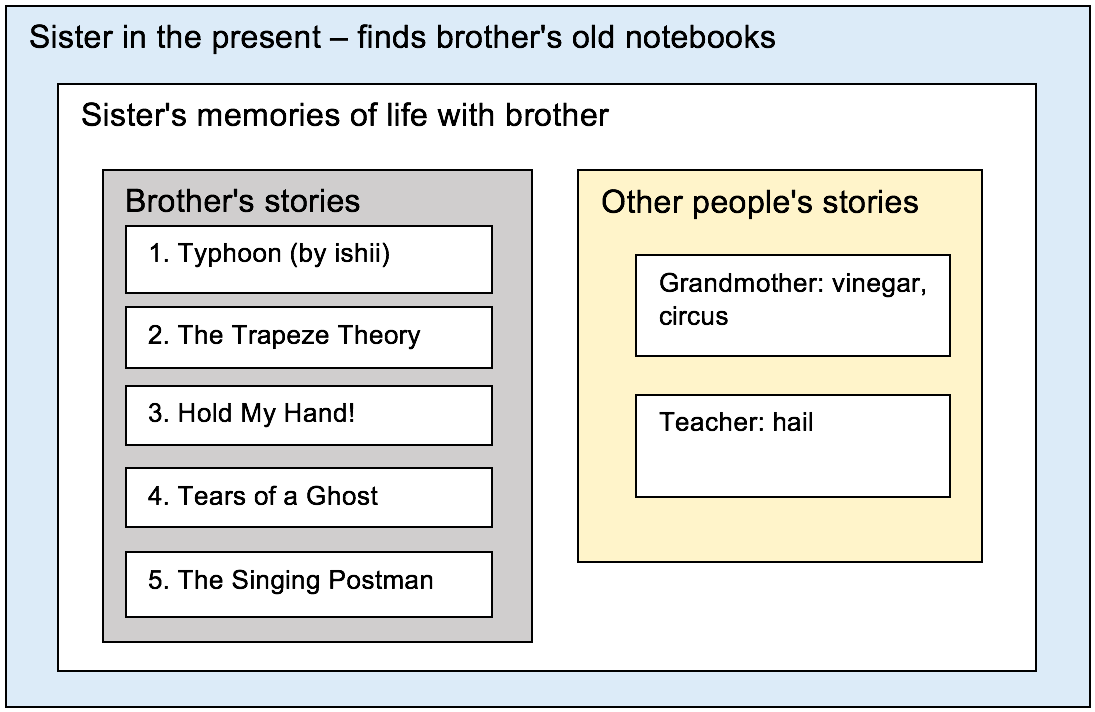 Sister in the present – finds brother's old notebooks
Sister's memories of life with brother
Brother's stories
1. Typhoon (by ishii)
2. The Trapeze Theory
3. Hold My Hand!
4. Tears of a Ghost
5. The Singing Postman
Other people's stories
Grandmother: vinegar,
circus
Teacher: hail